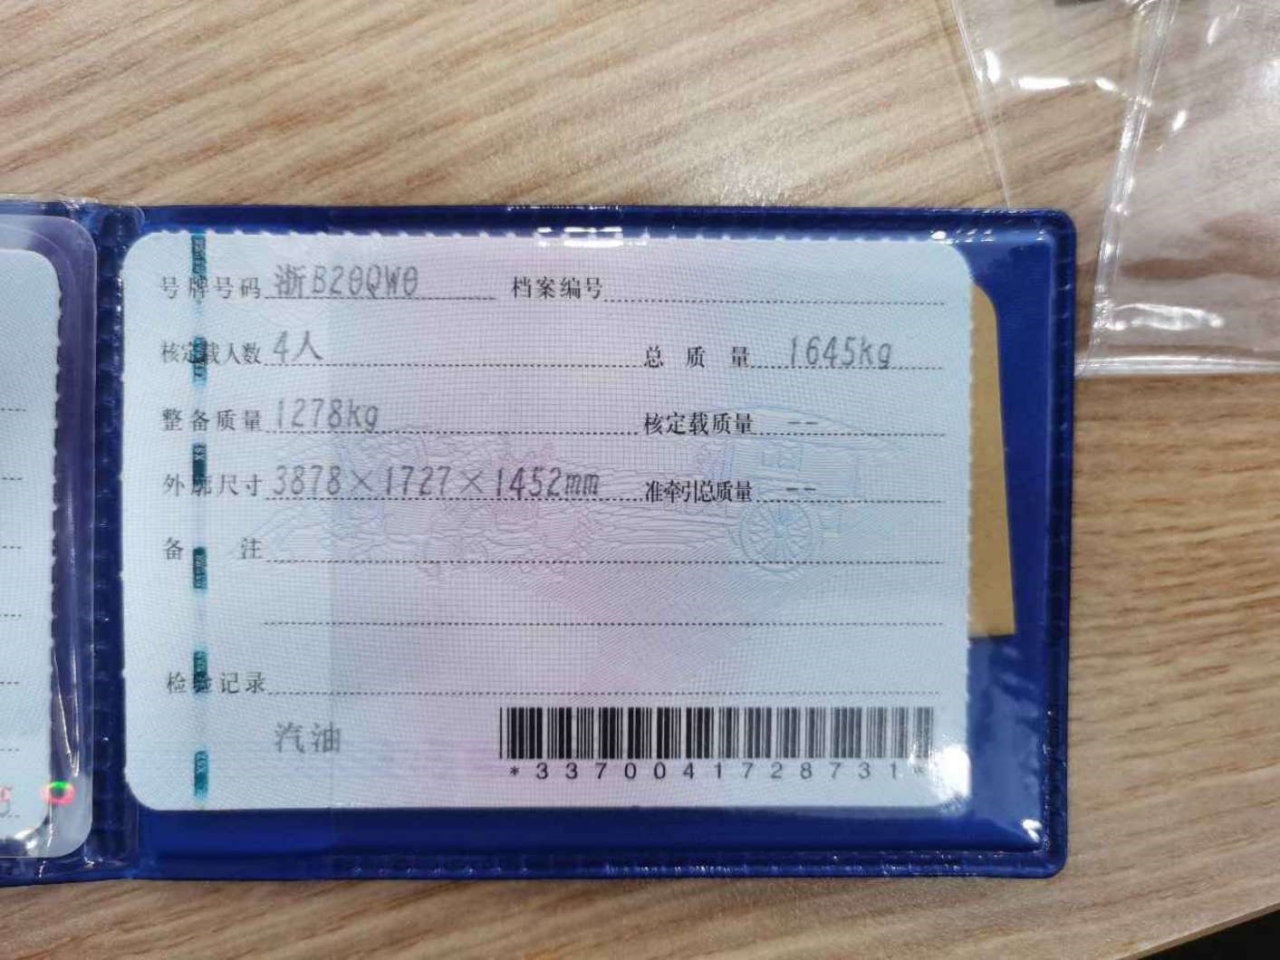 号牌号码 浙B20QW0 档案编号
核定载人数 4人 总质量 1645kg
整备质量 1278kg 核定载质量 --
外廓尺寸 3878×1727×1452mm 准牵引总质量 --
备注
检验记录
汽油
*3370041728731*